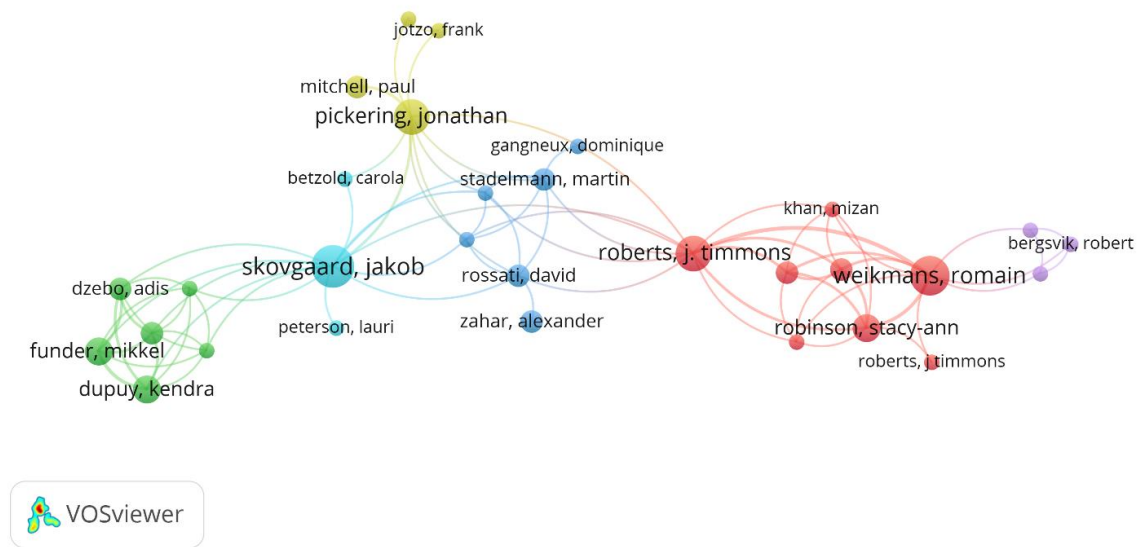 jotzo, frank
mitchell, paul
pickering, jonathan
gangneux, dominique
betzold, carola
stadelmann, martin
khan, mizan
bergsvik, robert
roberts, j. timmons
skovgaard, jakob
rossati, david
weikmans, romain
dzebo, adis
zahar, alexander
peterson, lauri
robinson, stacy-ann
funder, mikkel
roberts, j timmons
dupuy, kendra
VOSviewer